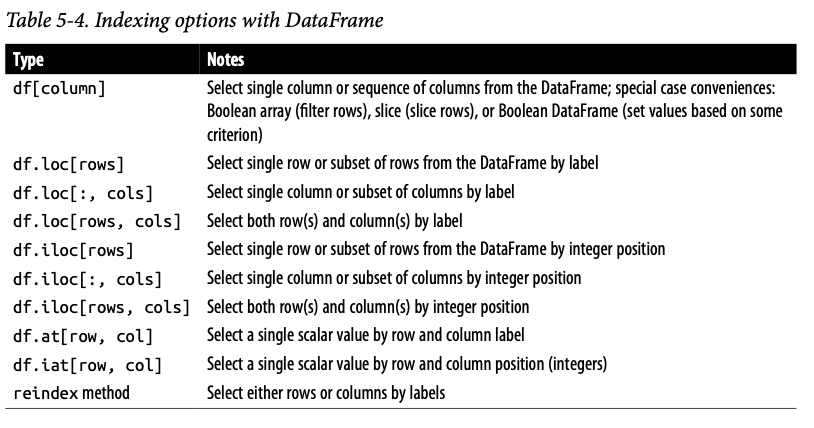 Table 5-4. Indexing options with DataFrame
Type Notes
df[column] Select single column or sequence of columns from the DataFrame; special case conveniences:
Boolean array (filter rows), slice (slice rows), or Boolean DataFrame (set values based on some
criterion)
df.loc[rows] Select single row or subset of rows from the DataFrame by label
df.loc[:, cols] Select single column or subset of columns by label
df.loc[rows, cols] Select both row(s) and column(s) by label
df.iloc[rows] Select single row or subset of rows from the DataFrame by integer position
df.iloc[:, cols] Select single column or subset of columns by integer position
df.iloc[rows, cols] Select both row(s) and column(s) by integer position
df.at[row, col] Select a single scalar value by row and column label
df.iat[row, col] Select a single scalar value by row and column position (integers)
reindex method Select either rows or columns by labels